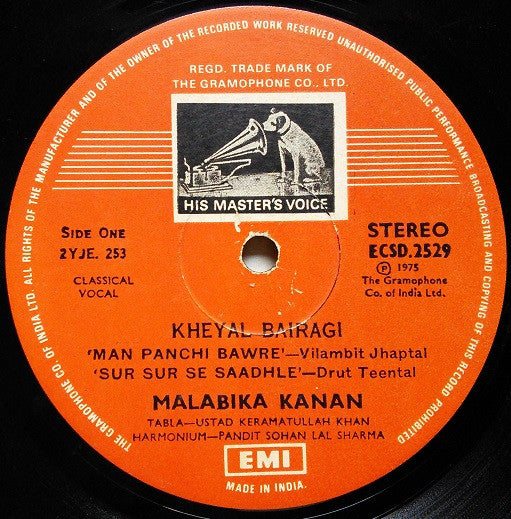 THE GRAMOPHONE CO. OF INDIA LTD. ALL RIGHTS OF THE MANUFACTURER AND OF THE OWNER OF THE RECORDED WORK RESERVED UNAUTHORISED PUBLIC PERFORMANCE BROADCASTING AND COPYING OF THIS RECORD PROHIBITED
REGD. TRADE MARK OF
THE GRAMOPHONE CO., LTD.
HIS MASTER'S VOICE
Side One
2YJE. 253
CLASSICAL
VOCAL
STEREO
ECSD.2529
Ⓟ 1975
The Gramophone
Co. of India Ltd.
KHEYAL BAIRAGI
'MAN PANCHI BAWRE'—Vilambit Jhaptal
'SUR SUR SE SAADHLE'—Drut Teental
MALABIKA KANAN
TABLA—USTAD KERAMATULLAH KHAN
HARMONIUM—PANDIT SOHAN LAL SHARMA
EMI
MADE IN INDIA.